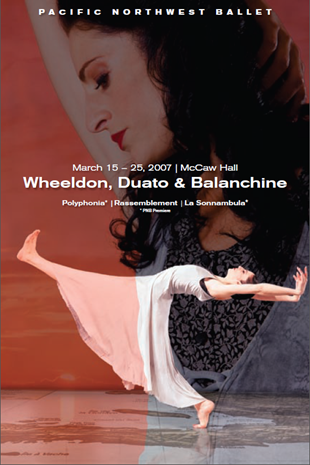 PACIFIC NORTHWEST BALLET
March 15 – 25, 2007 | McCaw Hall
Wheeldon, Duato & Balanchine
Polyphonia* | Rassemblement | La Sonnambula*
* PNB Premiere